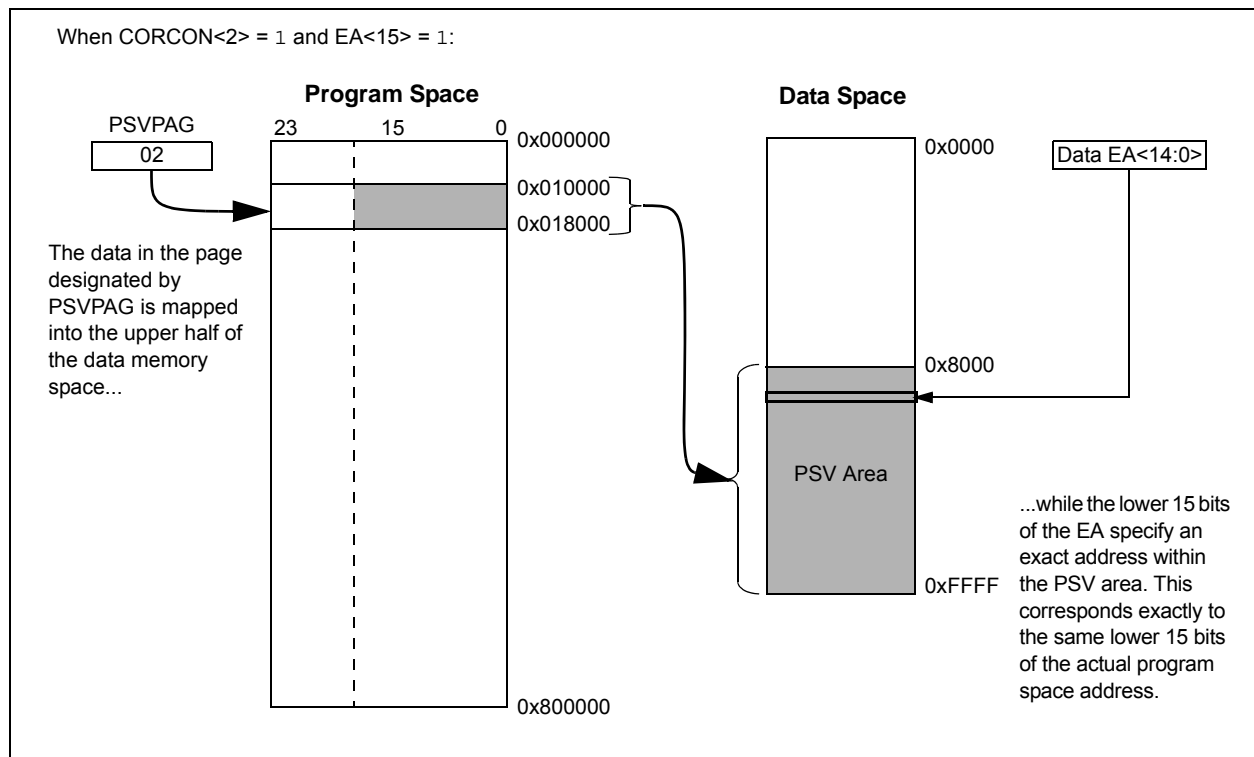 When CORCON<2> = 1 and EA<15> = 1:
Program Space
Data Space
PSVPAG
02
23 15 0
0x000000
0x010000
0x018000
0x800000
The data in the page
designated by
PSVPAG is mapped
into the upper half of
the data memory
space...
0x0000
0x8000
0xFFFF
PSV Area
Data EA<14:0>
...while the lower 15 bits
of the EA specify an
exact address within
the PSV area. This
corresponds exactly to
the same lower 15 bits
of the actual program
space address.